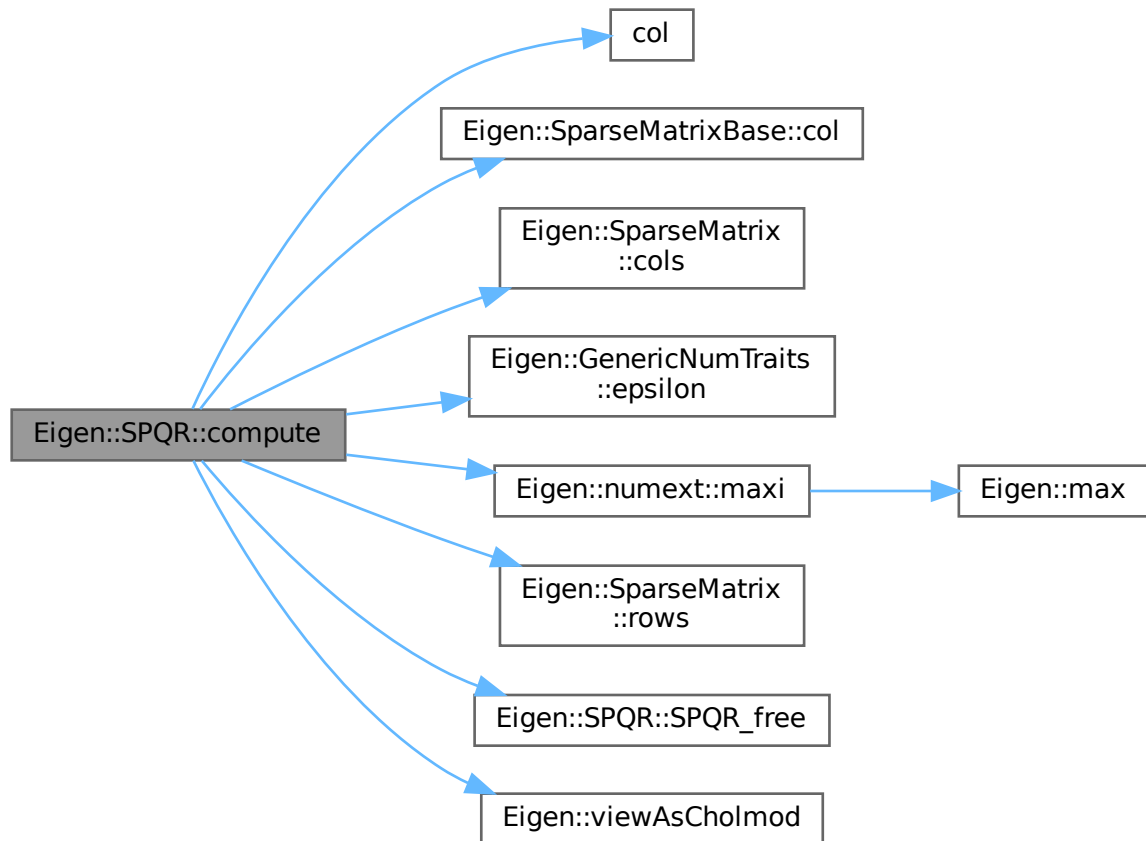 col
Eigen::SparseMatrixBase::col
Eigen::SparseMatrix
::cols
Eigen::GenericNumTraits
::epsilon
Eigen::SPQR::compute
Eigen::numext::maxi
Eigen::max
Eigen::SparseMatrix
::rows
Eigen::SPQR::SPQR_free
Eigen::viewAsCholmod